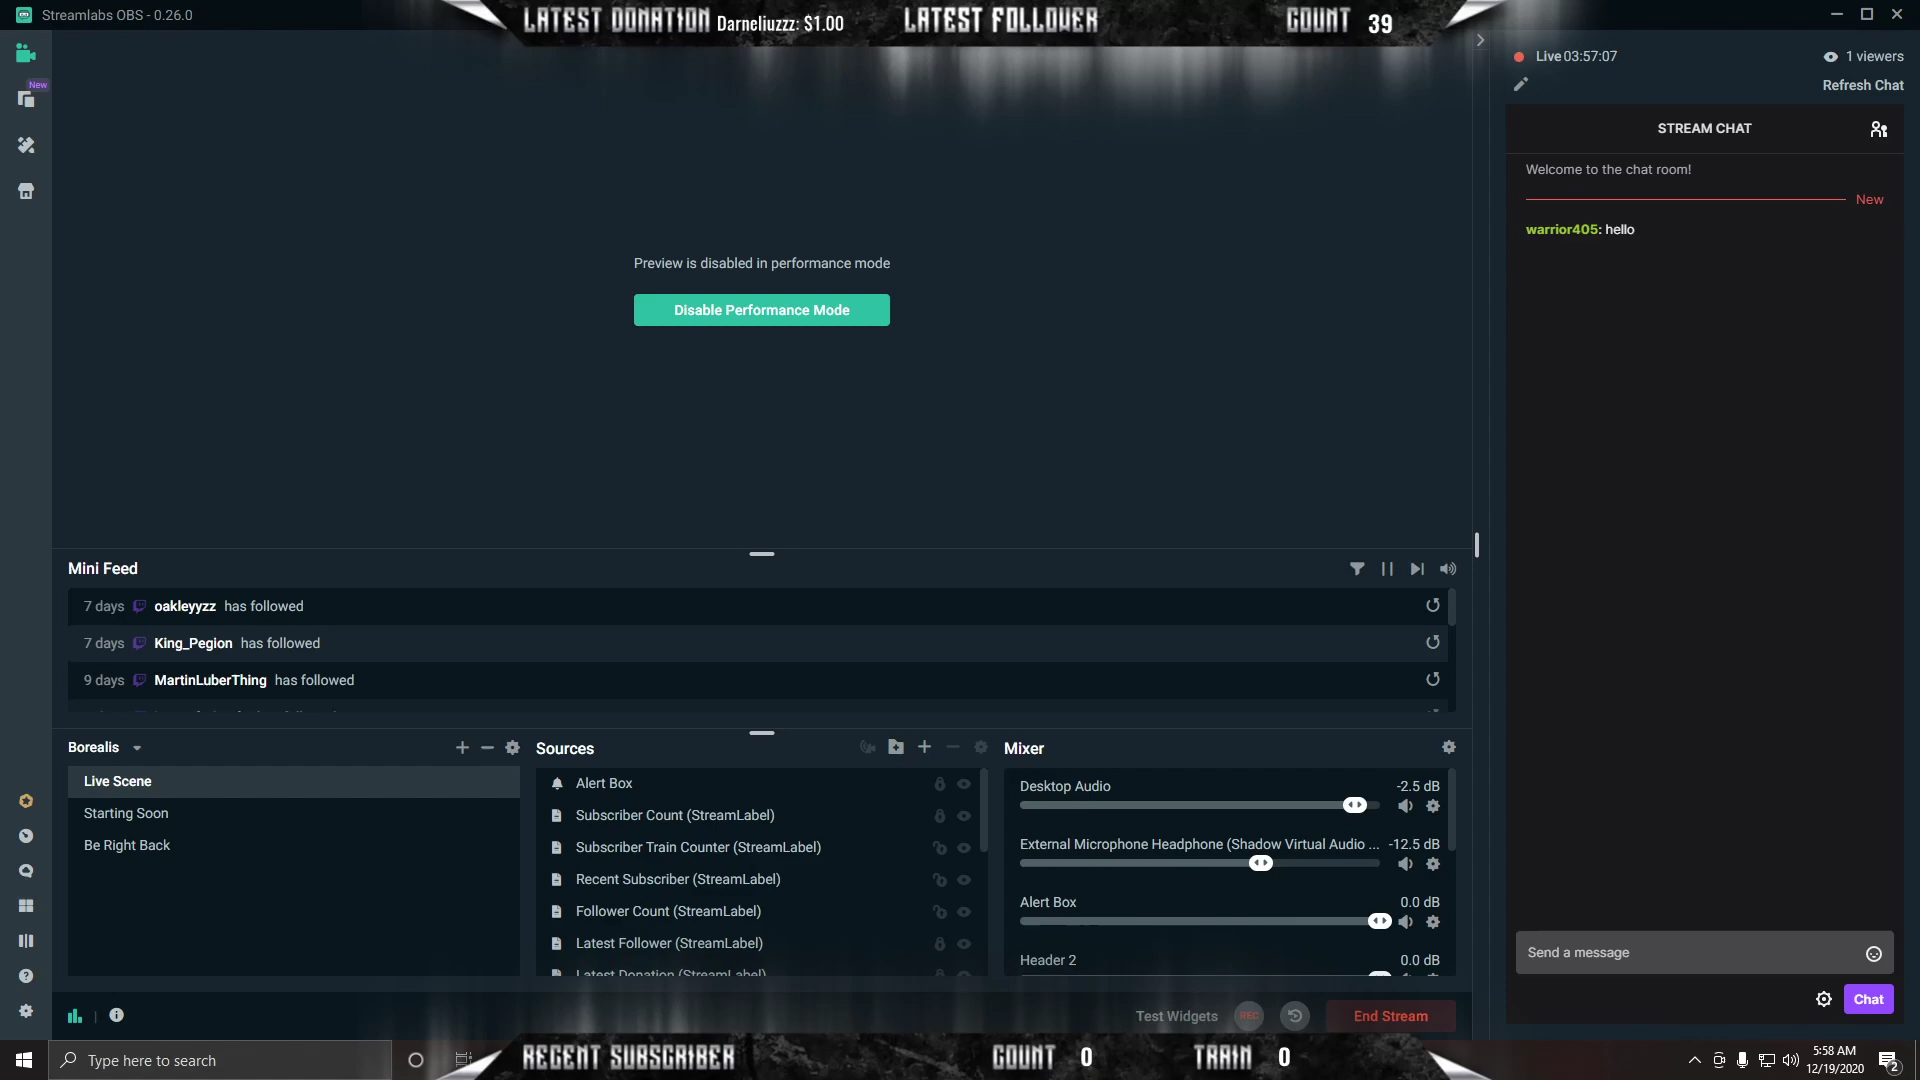 Streamlabs OBS - 0.26.0
LATEST DONATION Darneliuzzz: $1.00 LATEST FOLLOWER COUNT 39
Live 03:57:07 1 viewers
Refresh Chat
New
STREAM CHAT
Welcome to the chat room!
New
warrior405: hello
Preview is disabled in performance mode
Disable Performance Mode
Mini Feed
7 days oakleyyzz has followed
7 days King_Pegion has followed
9 days MartinLuberThing has followed
Borealis
Live Scene
Starting Soon
Be Right Back
Sources
Alert Box
Subscriber Count (StreamLabel)
Subscriber Train Counter (StreamLabel)
Recent Subscriber (StreamLabel)
Follower Count (StreamLabel)
Latest Follower (StreamLabel)
Latest Donation (StreamLabel)
Mixer
Desktop Audio -2.5 dB
External Microphone Headphone (Shadow Virtual Audio ... -12.5 dB
Alert Box 0.0 dB
Header 2 0.0 dB
Send a message
Chat
Test Widgets REC End Stream
Type here to search
RECENT SUBSCRIBER COUNT 0 TRAIN 0
5:58 AM
12/19/2020
2